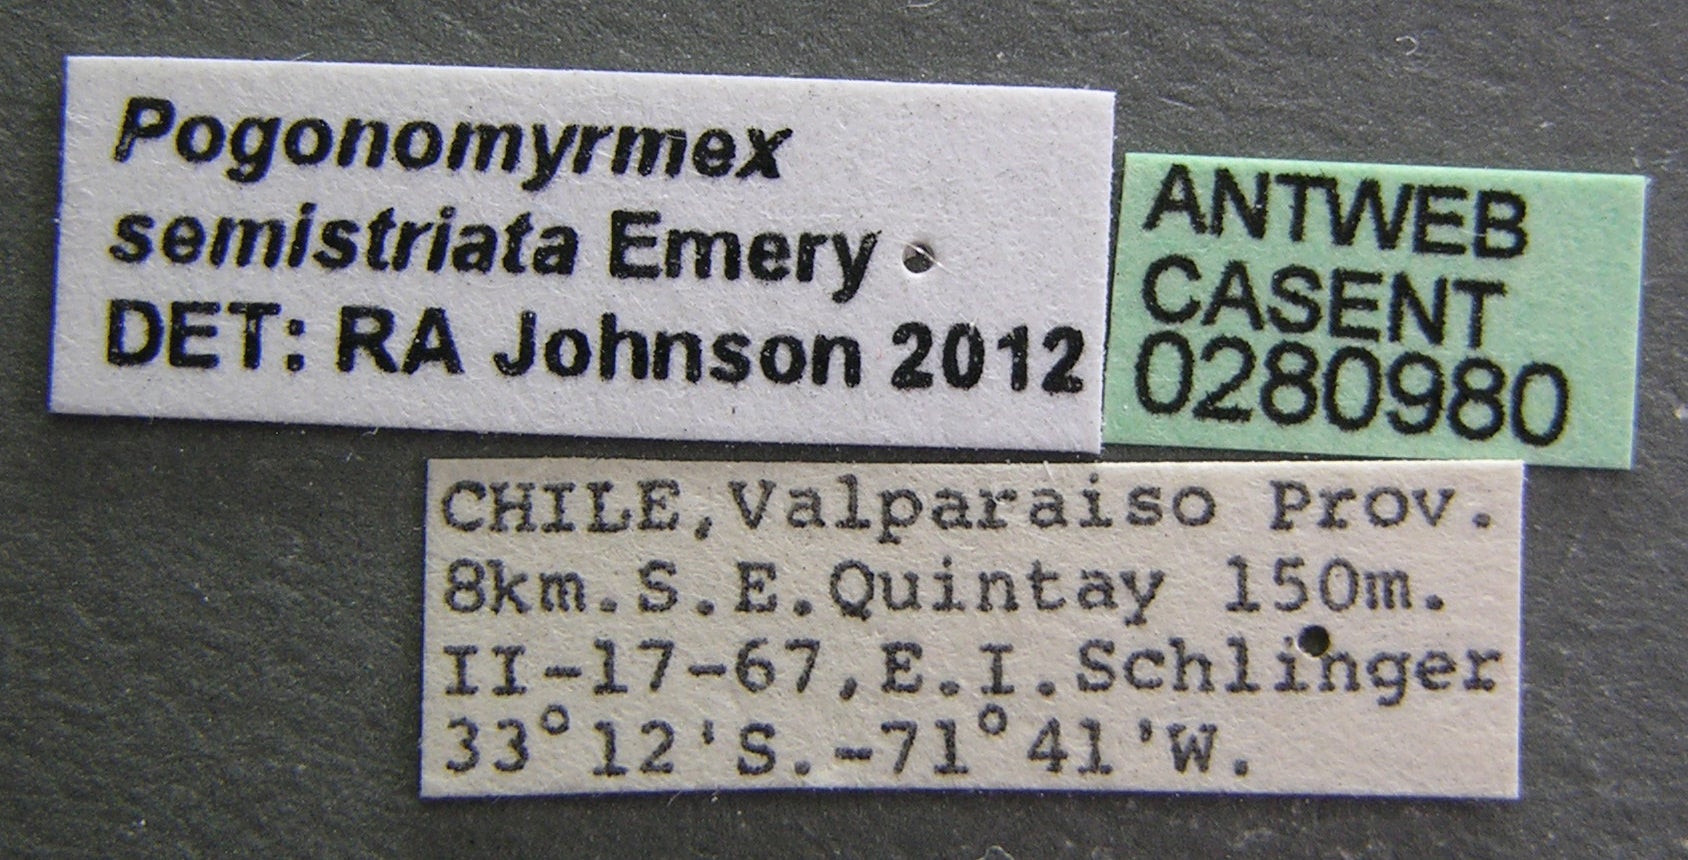 Pogonomyrmex
semistriata Emery
DET: RA Johnson 2012
ANTWEB
CASENT
0280980
CHILE, Valparaiso Prov.
8km. S. E. Quintay 150m.
II-17-67, E. I. Schlinger
33°12'S.-71°41'W.